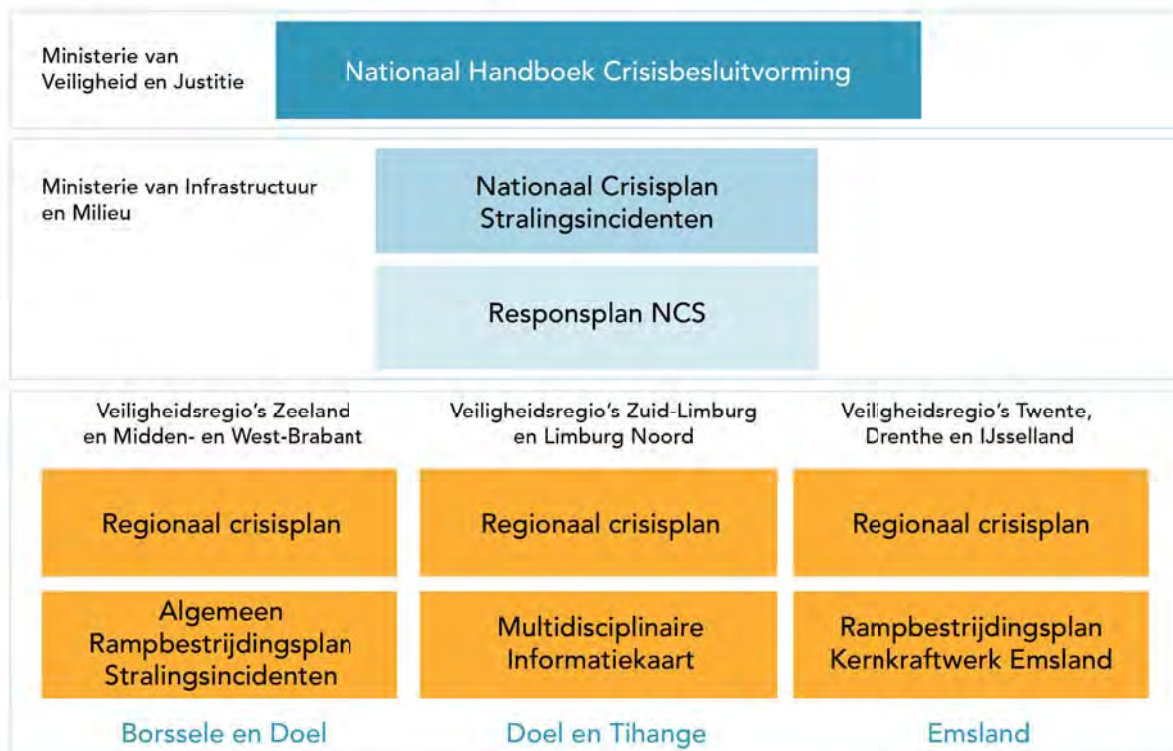 Ministerie van
Veiligheid en Justitie
Nationaal Handboek Crisisbesluitvorming
Ministerie van Infrastructuur
en Milieu
Nationaal Crisisplan
Stralingsincidenten
Responsplan NCS
Veiligheidsregio's Zeeland
en Midden- en West-Brabant
Veiligheidsregio's Zuid-Limburg
en Limburg Noord
Veiligheidsregio's Twente,
Drenthe en IJsselland
Regionaal crisisplan
Regionaal crisisplan
Regionaal crisisplan
Algemeen
Rampbestrijdingsplan
Stralingsincidenten
Multidisciplinaire
Informatiekaart
Rampbestrijdingsplan
Kernkraftwerk Emsland
Borssele en Doel
Doel en Tihange
Emsland